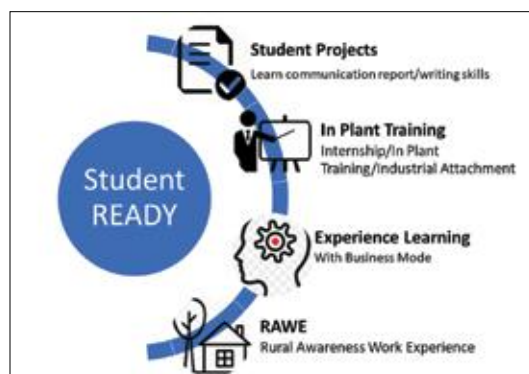 Student
READY
Student Projects
Learn communication report/writing skills
In Plant Training
Internship/In Plant
Training/Industrial Attachment
Experience Learning
With Business Mode
RAWE
Rural Awareness Work Experience